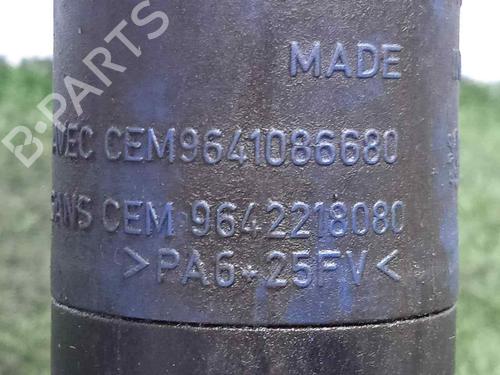 B-PARTS
MADE
AVEC CEM9641086680
SANS CEM 9642218080
>PA6*25FV<